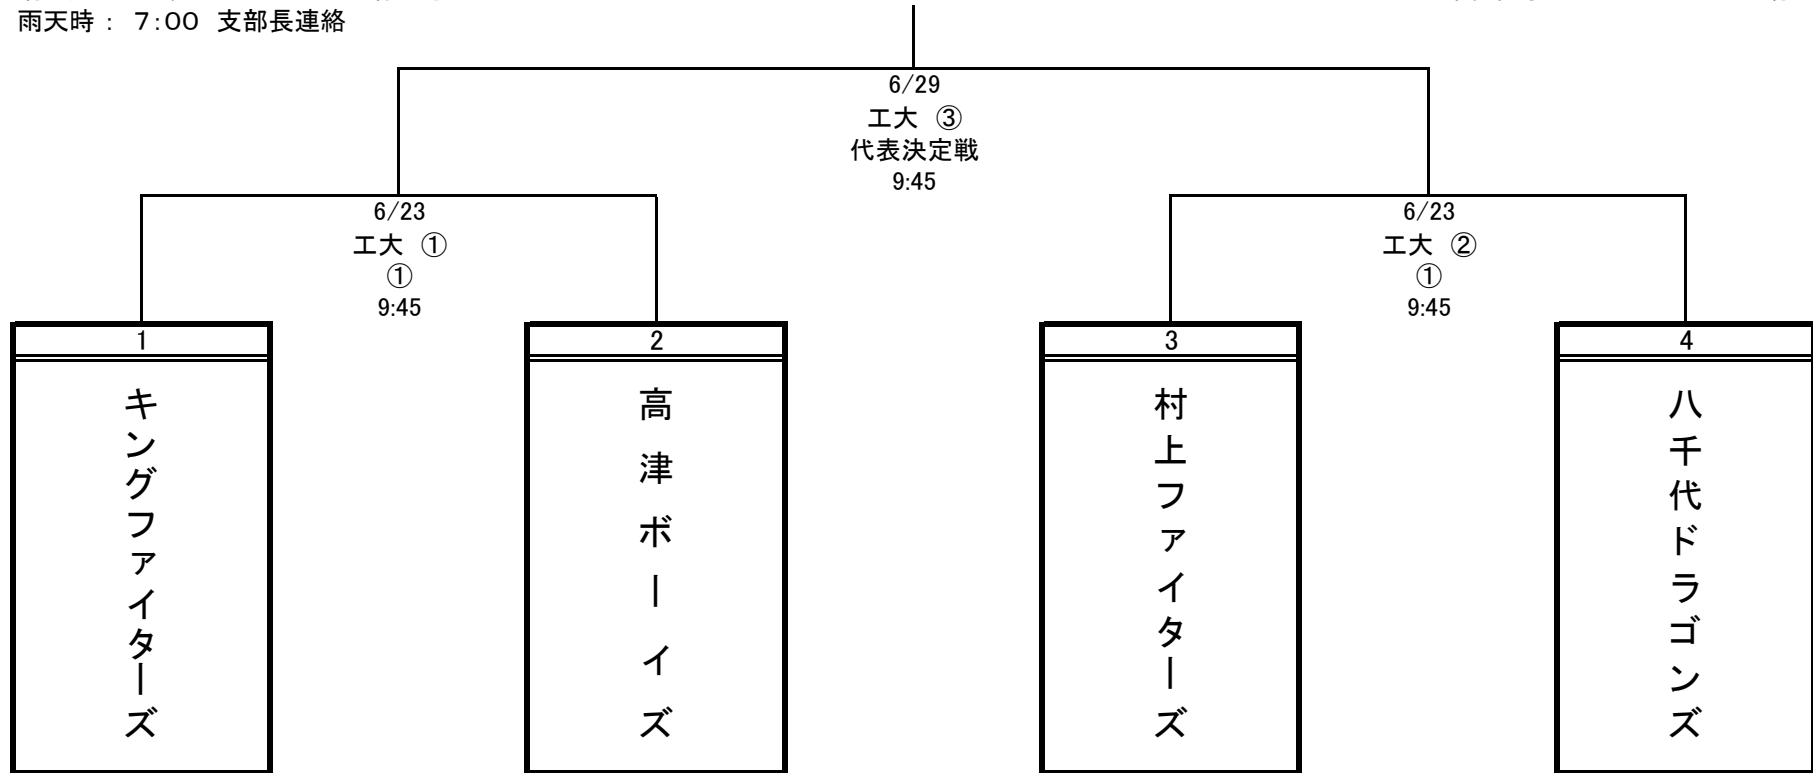 雨天時 : 7:00 支部長連絡
6/29
工大 ③
代表決定戦
9:45
6/23
工大 ①
①
9:45
6/23
工大 ②
①
9:45
1
キングファイターズ
2
高津ボーイズ
3
村上ファイターズ
4
八千代ドラゴンズ